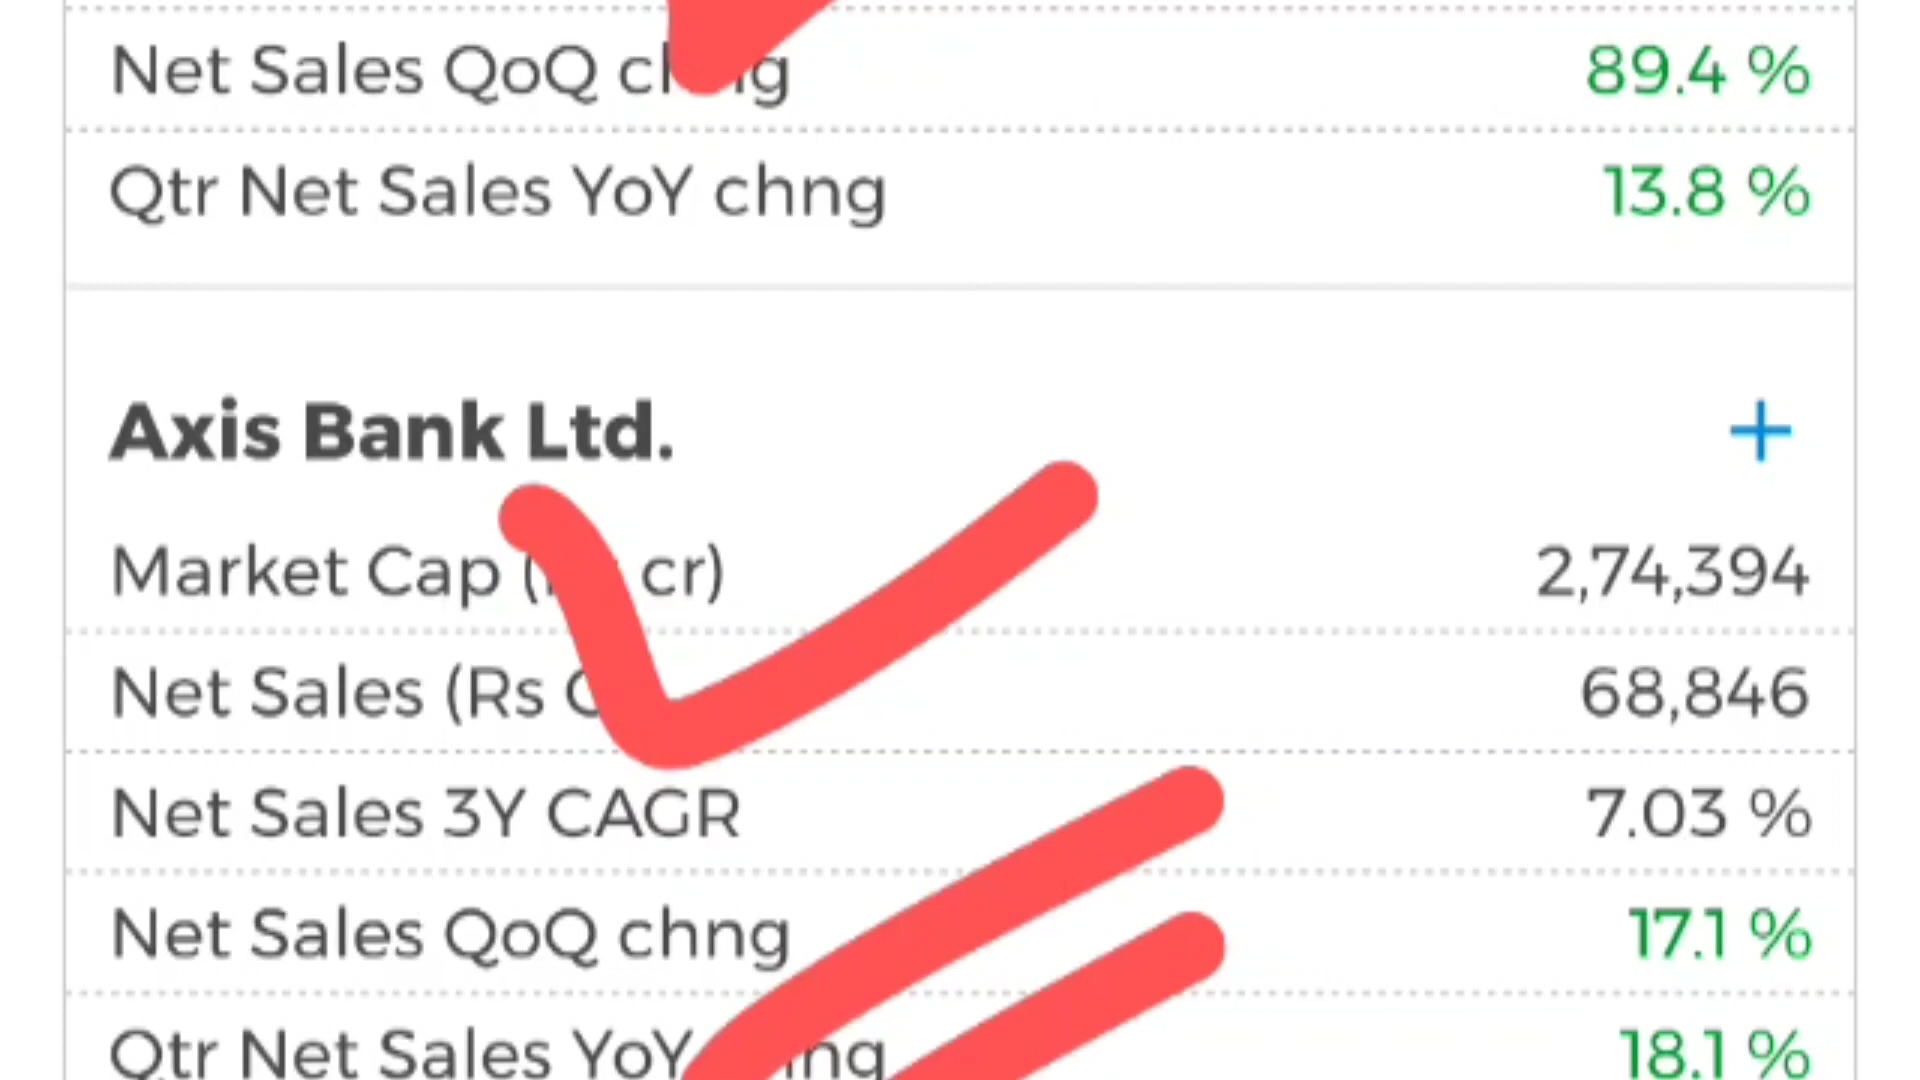 Net Sales QoQ 89.4 %
Qtr Net Sales YoY chng 13.8 %
Axis Bank Ltd. +
Market Cap ( cr) 2,74,394
Net Sales (Rs 68,846
Net Sales 3Y CAGR 7.03 %
Net Sales QoQ chng 17.1 %
Qtr Net Sales YoY 18.1 %